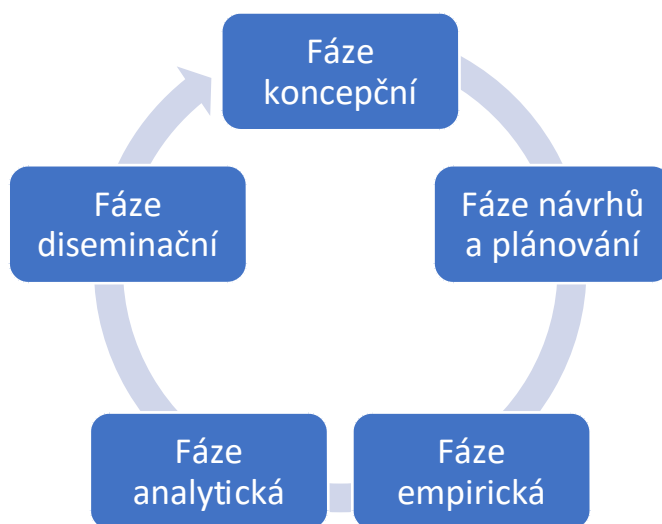 Fáze
koncepční
Fáze návrhů
a plánování
Fáze
empirická
Fáze
analytická
Fáze
diseminační